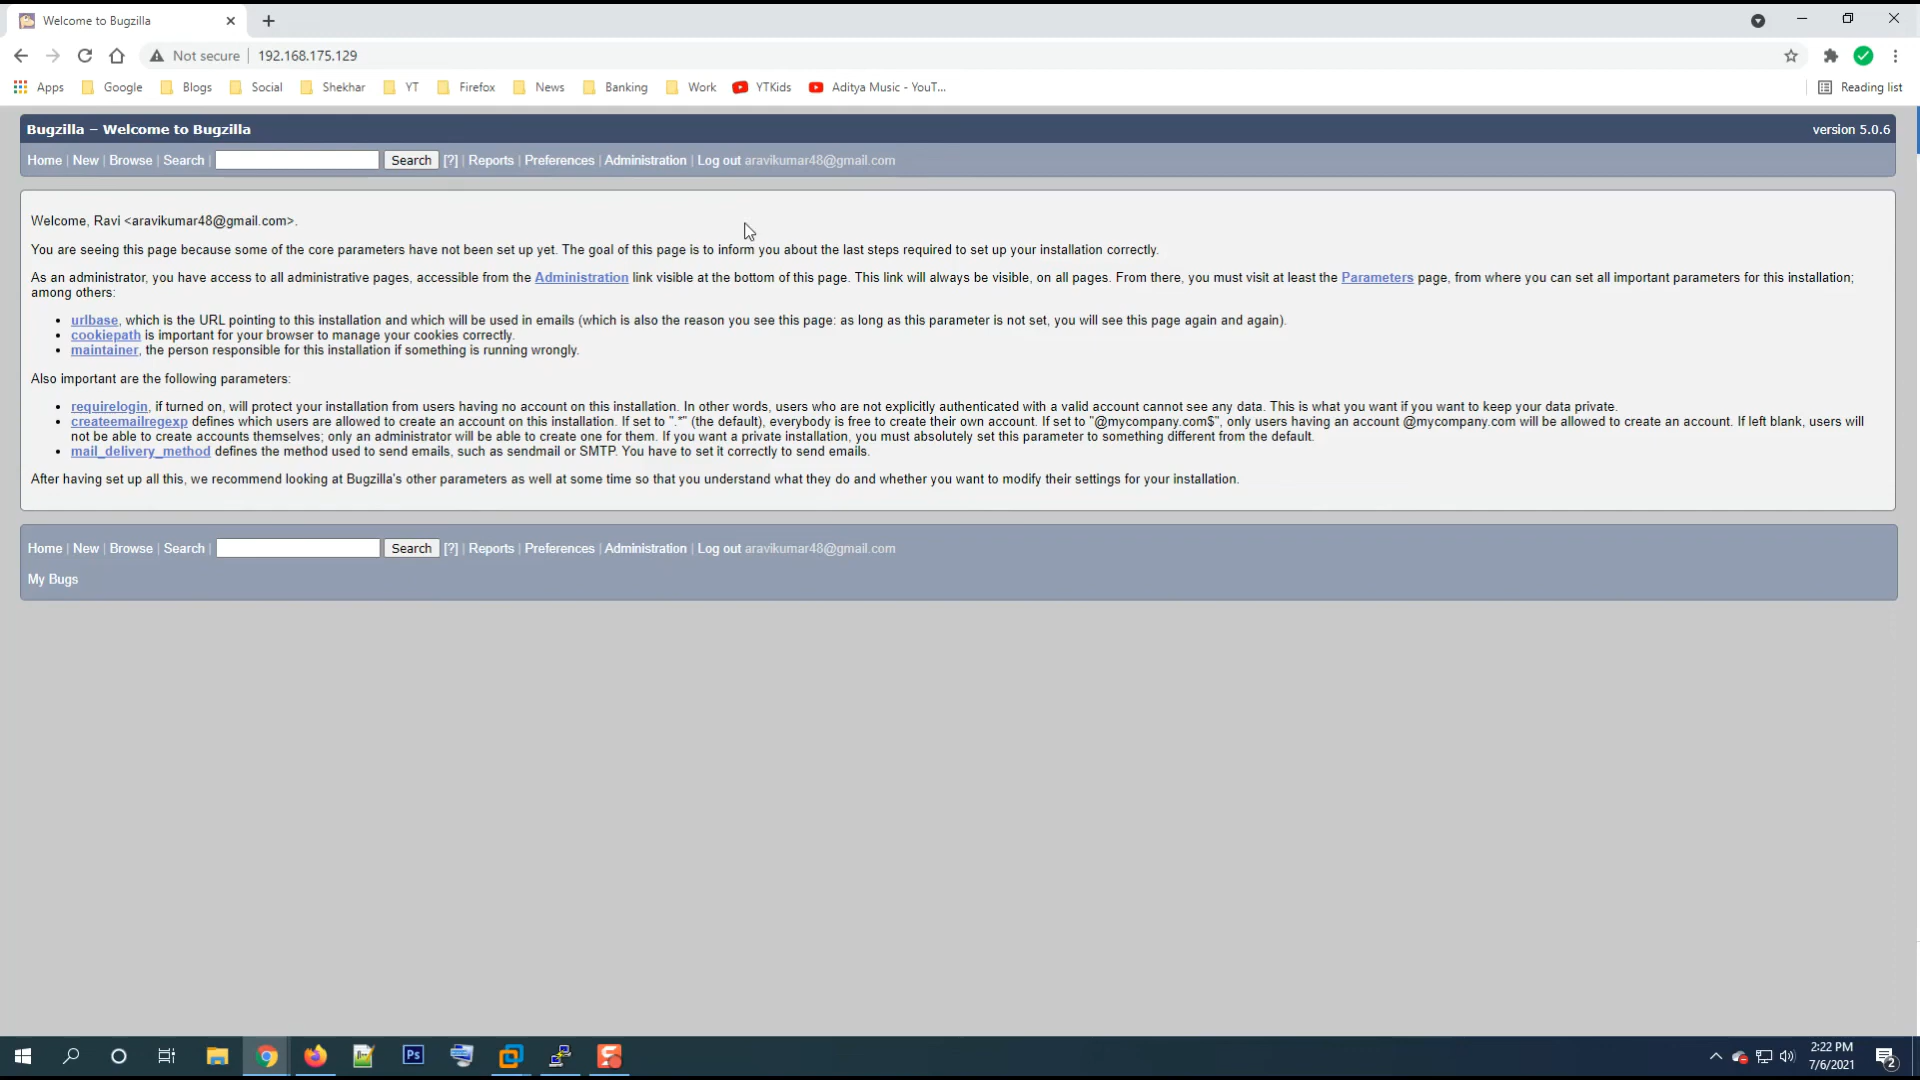 Welcome to Bugzilla
Not secure | 192.168.175.129
Apps Google Blogs Social Shekhar YT Firefox News Banking Work YTKids Aditya Music - YouT... Reading list
Bugzilla – Welcome to Bugzilla version 5.0.6
Home | New | Browse | Search | Search [?] | Reports | Preferences | Administration | Log out aravikumar48@gmail.com
Welcome, Ravi <aravikumar48@gmail.com>.
You are seeing this page because some of the core parameters have not been set up yet. The goal of this page is to inform you about the last steps required to set up your installation correctly.
As an administrator, you have access to all administrative pages, accessible from the Administration link visible at the bottom of this page. This link will always be visible, on all pages. From there, you must visit at least the Parameters page, from where you can set all important parameters for this installation;
among others:
• urlbase, which is the URL pointing to this installation and which will be used in emails (which is also the reason you see this page: as long as this parameter is not set, you will see this page again and again).
• cookiepath is important for your browser to manage your cookies correctly.
• maintainer, the person responsible for this installation if something is running wrongly.
Also important are the following parameters:
• requirelogin, if turned on, will protect your installation from users having no account on this installation. In other words, users who are not explicitly authenticated with a valid account cannot see any data. This is what you want if you want to keep your data private.
• createemailregexp defines which users are allowed to create an account on this installation. If set to ".*" (the default), everybody is free to create their own account. If set to "@mycompany.com$", only users having an account @mycompany.com will be allowed to create an account. If left blank, users will
not be able to create accounts themselves; only an administrator will be able to create one for them. If you want a private installation, you must absolutely set this parameter to something different from the default.
• mail_delivery_method defines the method used to send emails, such as sendmail or SMTP. You have to set it correctly to send emails.
After having set up all this, we recommend looking at Bugzilla's other parameters as well at some time so that you understand what they do and whether you want to modify their settings for your installation.
Home | New | Browse | Search | Search [?] | Reports | Preferences | Administration | Log out aravikumar48@gmail.com
My Bugs
Ps
2:22 PM
7/6/2021
2